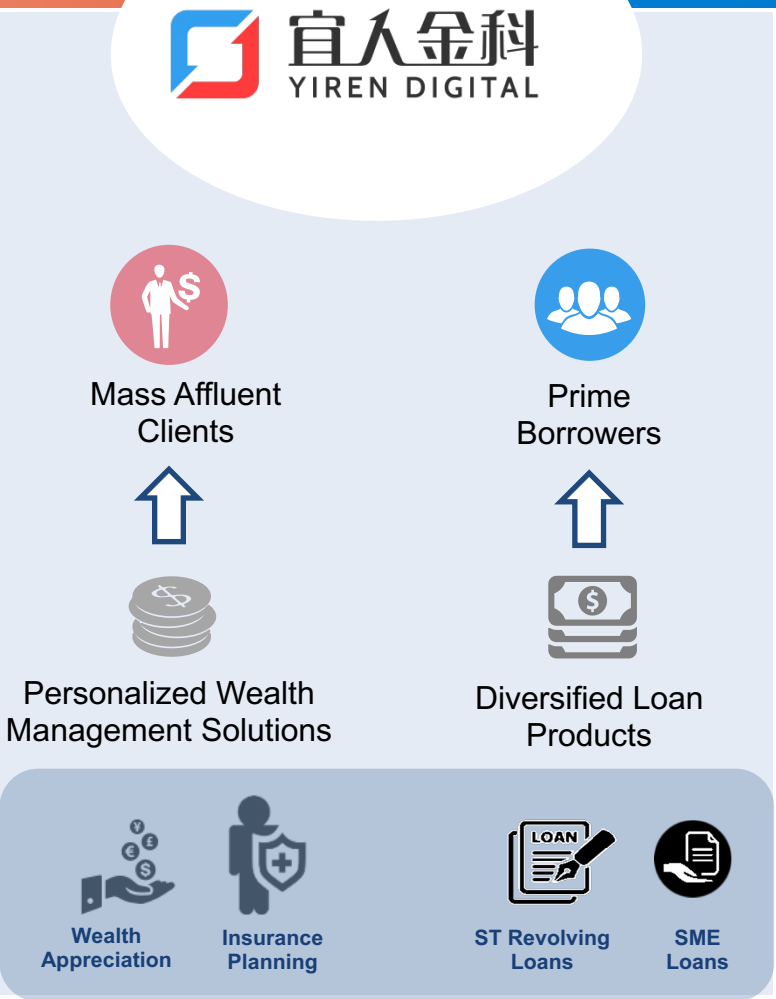 宜人金科
YIREN DIGITAL
$
Mass Affluent
Clients
Prime
Borrowers
$
$
Personalized Wealth
Management Solutions
Diversified Loan
Products
¥
£
€
$
LOAN
Wealth
Appreciation
Insurance
Planning
ST Revolving
Loans
SME
Loans